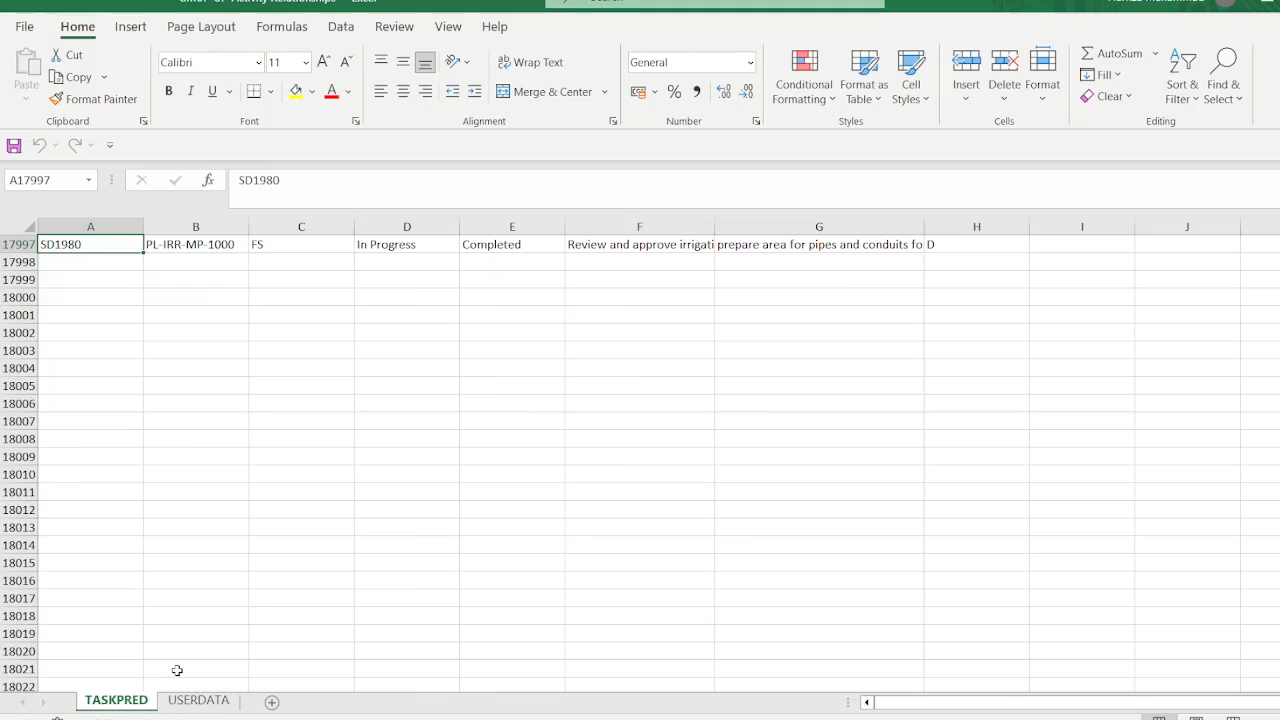 File Home Insert Page Layout Formulas Data Review View Help
Cut
Copy
Format Painter
Paste
Clipboard
Calibri 11
B I U
Font
Wrap Text
Merge & Center
Alignment
General
%
Number
Conditional Formatting
Format as Table
Cell Styles
Styles
Insert Delete Format
Cells
AutoSum
Fill
Clear
Sort & Filter
Find & Select
Editing
A17997 fx SD1980
A B C D E F G H I J
17997 SD1980 PL-IRR-MP-1000 FS In Progress Completed Review and approve irrigati prepare area for pipes and conduits fo D
17998
17999
18000
18001
18002
18003
18004
18005
18006
18007
18008
18009
18010
18011
18012
18013
18014
18015
18016
18017
18018
18019
18020
18021
18022
TASKPRED USERDATA